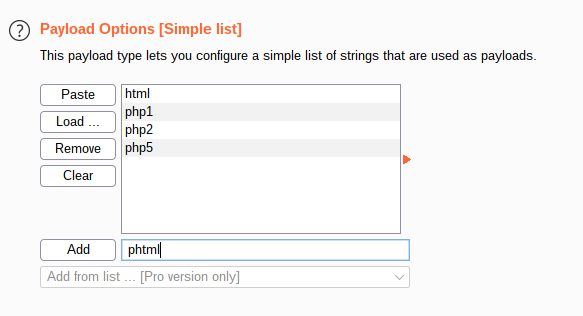 ? Payload Options [Simple list]
This payload type lets you configure a simple list of strings that are used as payloads.
Paste html
Load ... php1
php2
Remove php5
Clear
Add phtml
Add from list ... [Pro version only]